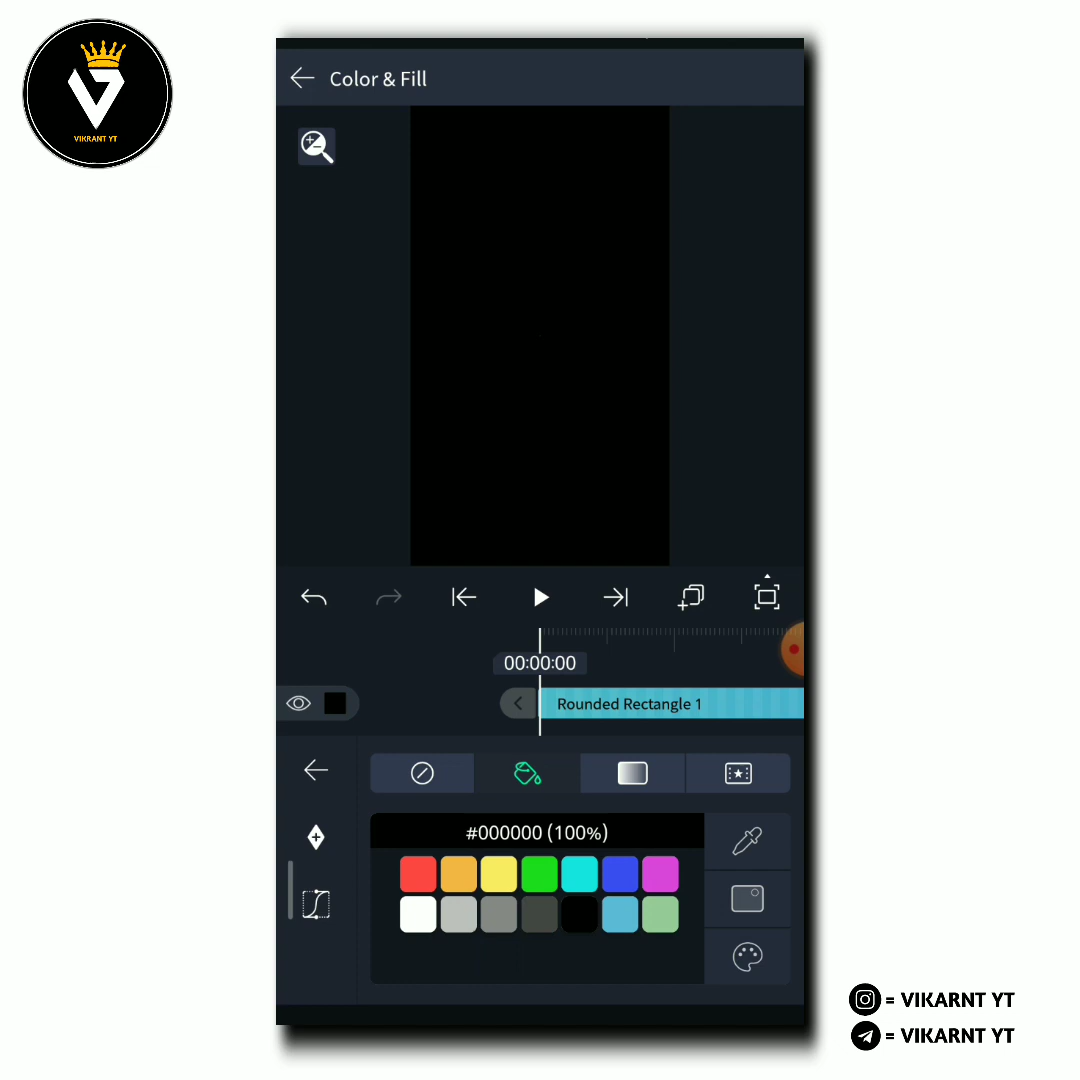 VIKRANT YT
Color & Fill
00:00:00
Rounded Rectangle 1
#000000 (100%)
= VIKARNT YT
= VIKARNT YT